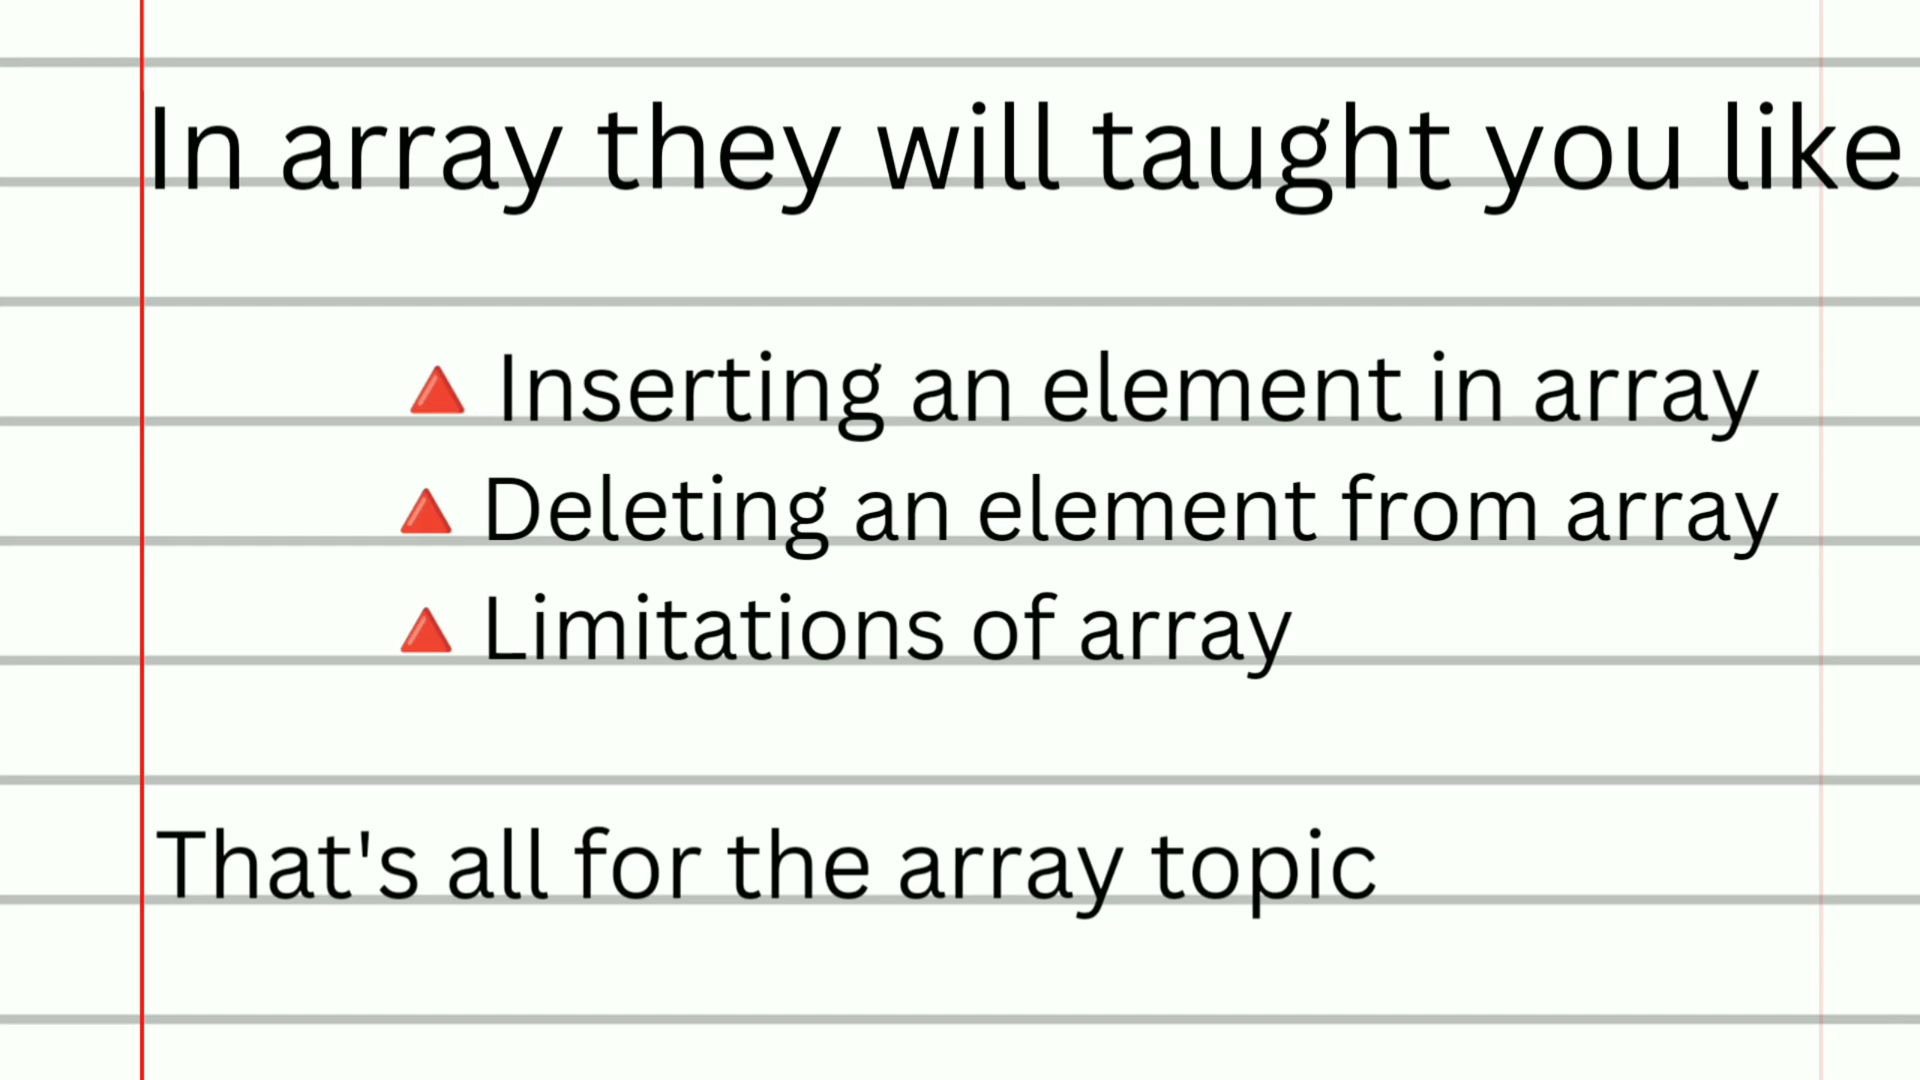 In array they will taught you like
🔺 Inserting an element in array
🔺 Deleting an element from array
🔺 Limitations of array
That's all for the array topic